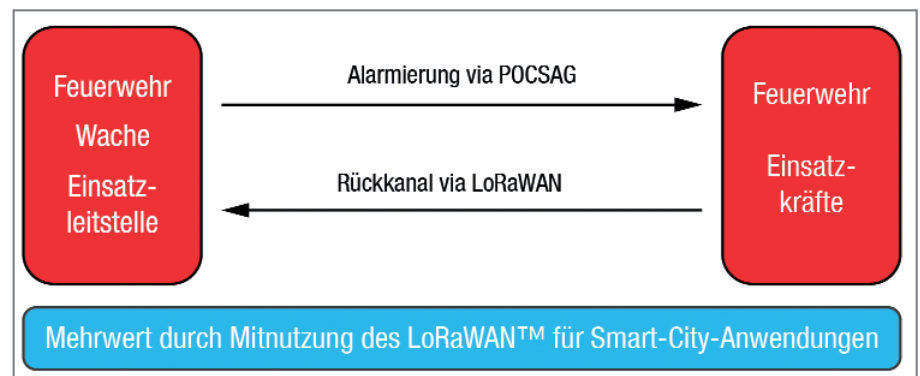 Feuerwehr
Wache
Einsatz-
leitstelle
Alarmierung via POCSAG
Rückkanal via LoRaWAN
Feuerwehr
Einsatz-
kräfte
Mehrwert durch Mitnutzung des LoRaWAN™ für Smart-City-Anwendungen